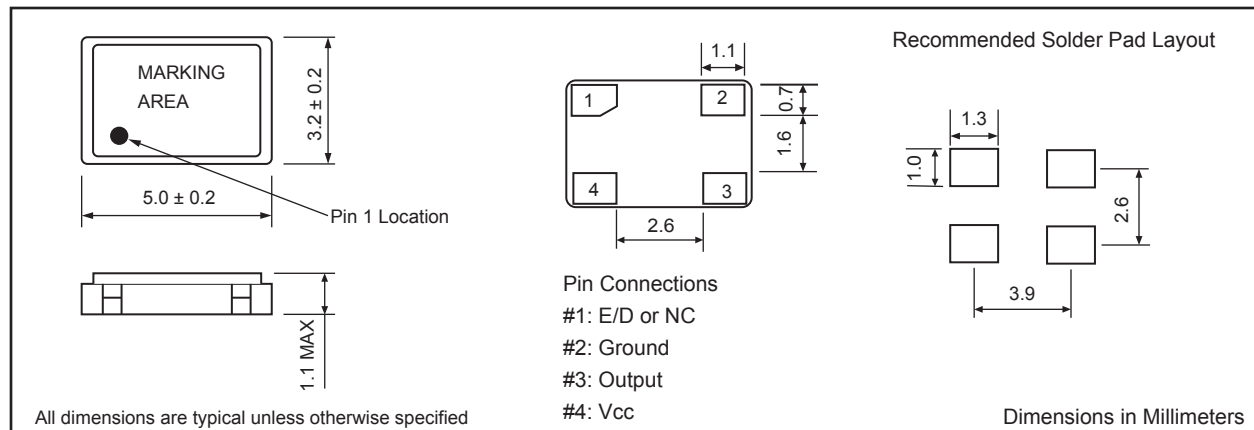 MARKING
AREA
3.2 ± 0.2
5.0 ± 0.2
Pin 1 Location
1.1 MAX
All dimensions are typical unless otherwise specified
1.1
1
2
0.7
1.6
4
3
2.6
Pin Connections
#1: E/D or NC
#2: Ground
#3: Output
#4: Vcc
Recommended Solder Pad Layout
1.3
1.0
2.6
3.9
Dimensions in Millimeters